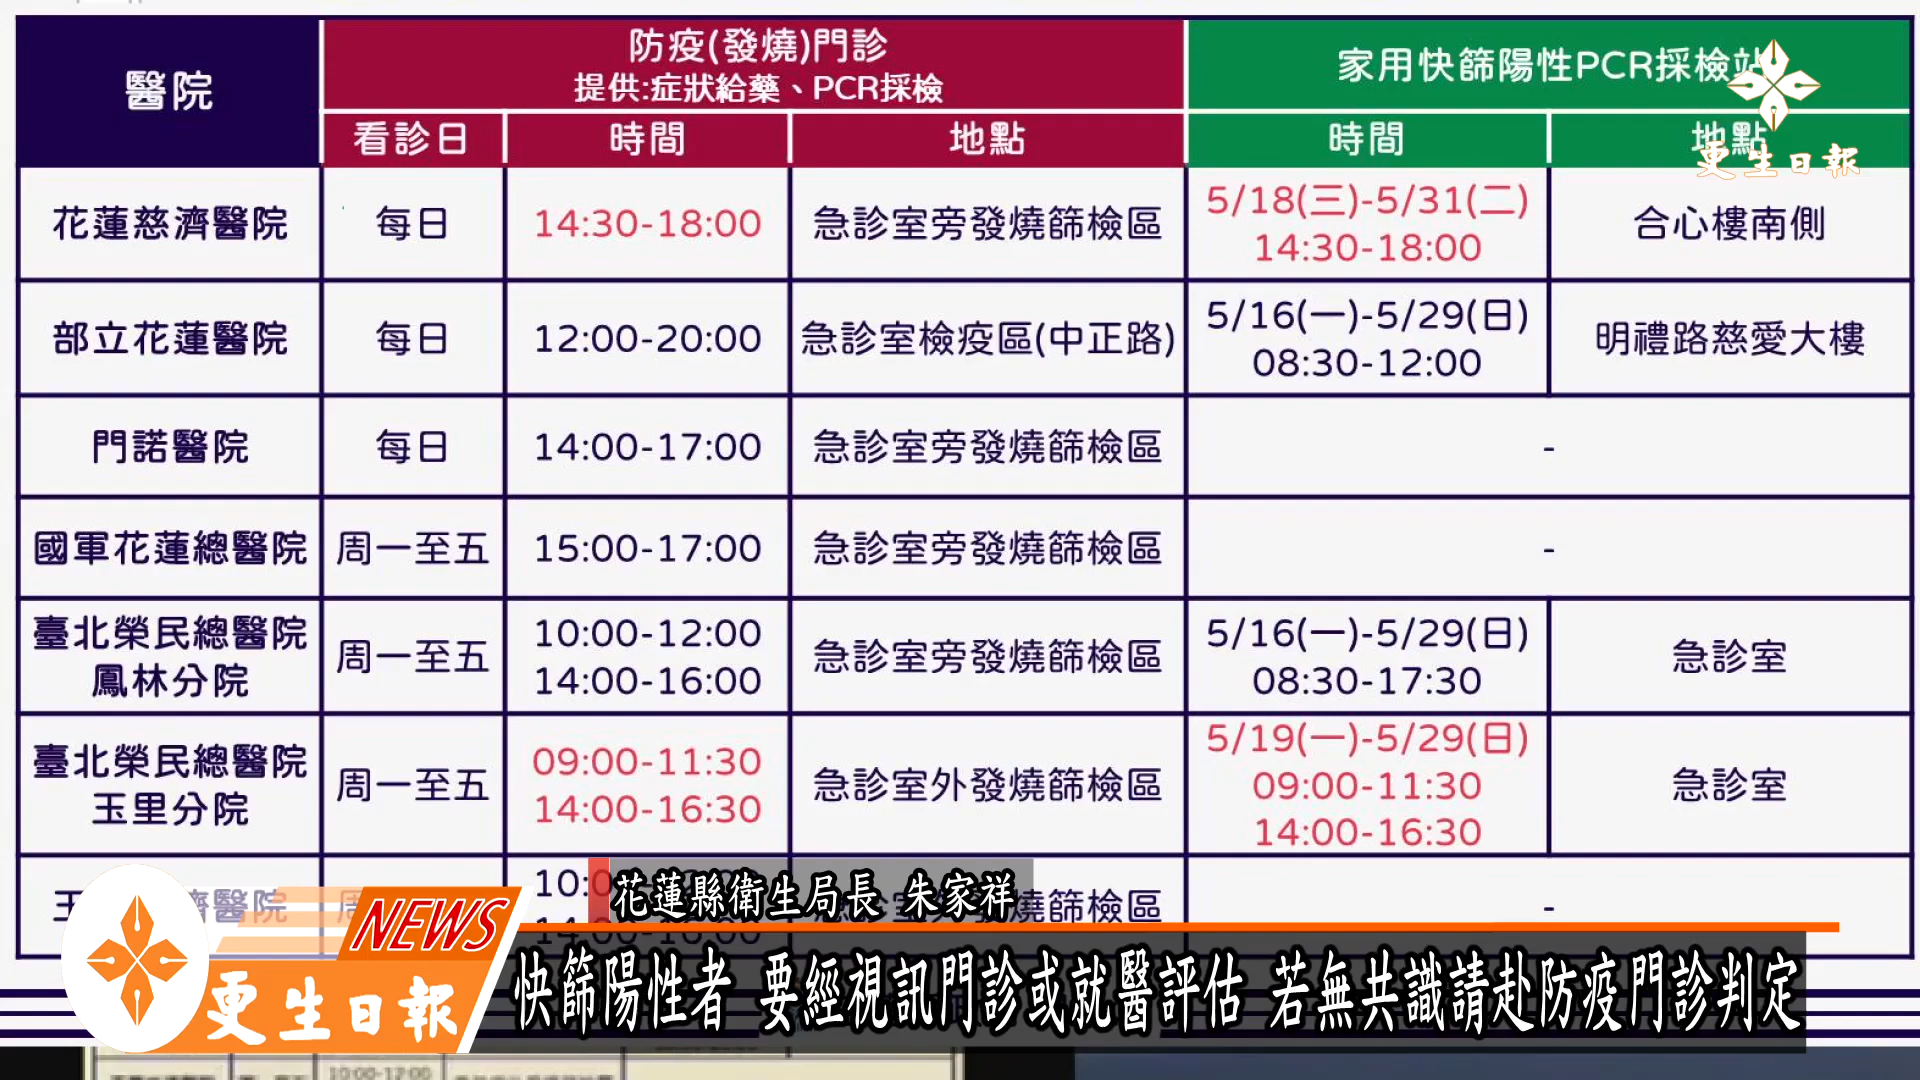 醫院
防疫(發燒)門診
提供:症狀給藥、PCR採檢
家用快篩陽性PCR採檢站
看診日 時間 地點 時間 地點
更生日報
花蓮慈濟醫院 每日 14:30-18:00 急診室旁發燒篩檢區 5/18(三)-5/31(二) 14:30-18:00 合心樓南側
部立花蓮醫院 每日 12:00-20:00 急診室檢疫區(中正路) 5/16(一)-5/29(日) 08:30-12:00 明禮路慈愛大樓
門諾醫院 每日 14:00-17:00 急診室旁發燒篩檢區 -
國軍花蓮總醫院 周一至五 15:00-17:00 急診室旁發燒篩檢區 -
臺北榮民總醫院 鳳林分院 周一至五 10:00-12:00 14:00-16:00 急診室旁發燒篩檢區 5/16(一)-5/29(日) 08:30-17:30 急診室
臺北榮民總醫院 玉里分院 周一至五 09:00-11:30 14:00-16:30 急診室外發燒篩檢區 5/19(一)-5/29(日) 09:00-11:30 14:00-16:30 急診室
濟醫院 燒篩檢區 -
花蓮縣衛生局長 朱家祥
NEWS
更生日報
快篩陽性者 要經視訊門診或就醫評估 若無共識請赴防疫門診判定
10:00-17:00